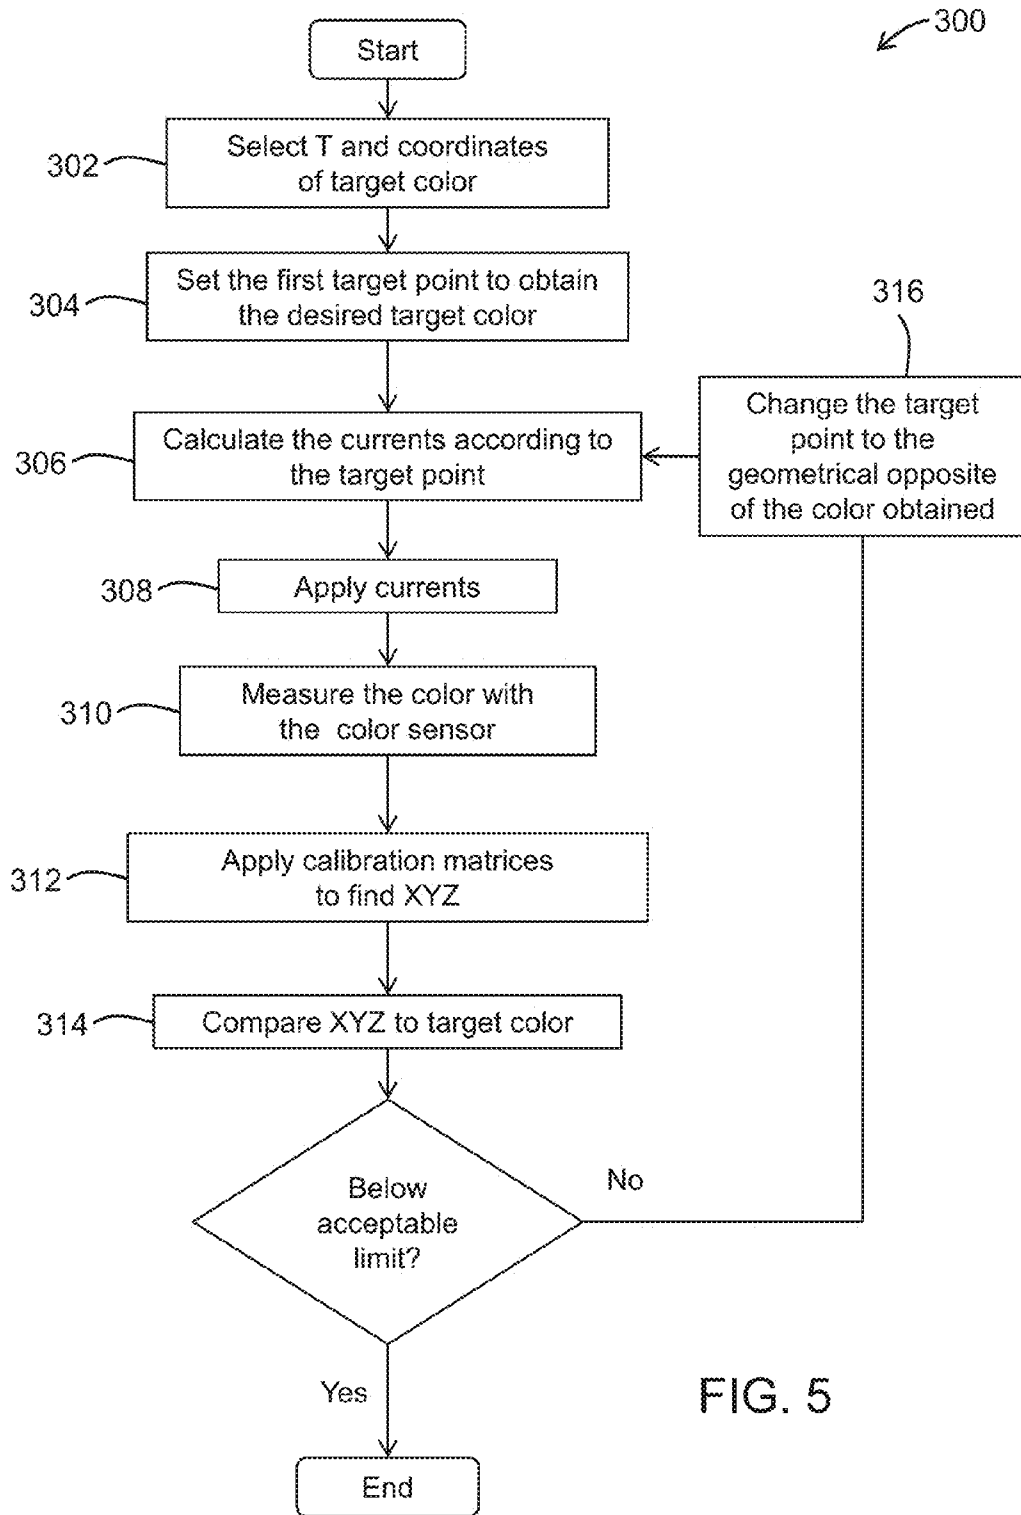 300
Start
302
Select T and coordinates
of target color
304
Set the first target point to obtain
the desired target color
316
Change the target
point to the
geometrical opposite
of the color obtained
306
Calculate the currents according to
the target point
308
Apply currents
310
Measure the color with
the color sensor
312
Apply calibration matrices
to find XYZ
314
Compare XYZ to target color
Below
acceptable
limit?
No
Yes
FIG. 5
End